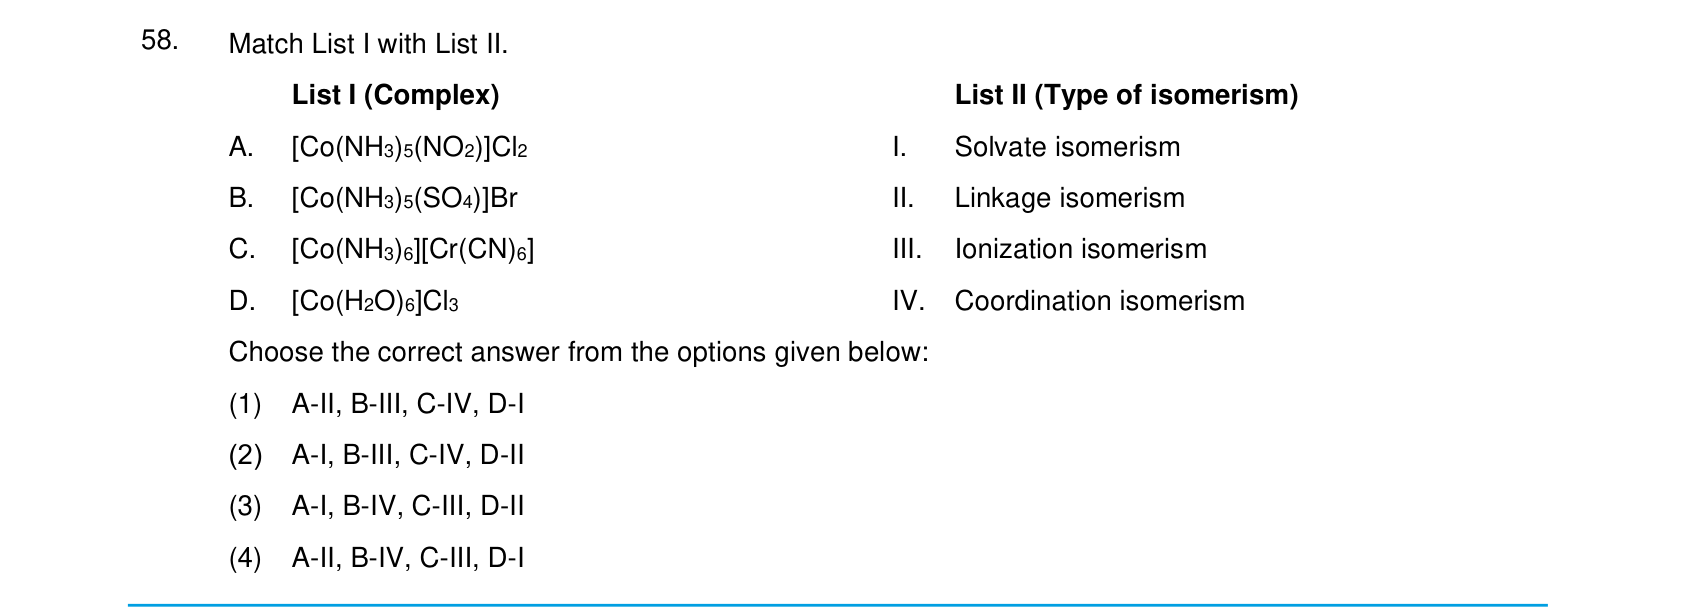 58. Match List I with List II.
List I (Complex) List II (Type of isomerism)
A. [Co(NH₃)₅(NO₂)]Cl₂ I. Solvate isomerism
B. [Co(NH₃)₅(SO₄)]Br II. Linkage isomerism
C. [Co(NH₃)₆][Cr(CN)₆] III. Ionization isomerism
D. [Co(H₂O)₆]Cl₃ IV. Coordination isomerism
Choose the correct answer from the options given below:
(1) A-II, B-III, C-IV, D-I
(2) A-I, B-III, C-IV, D-II
(3) A-I, B-IV, C-III, D-II
(4) A-II, B-IV, C-III, D-I